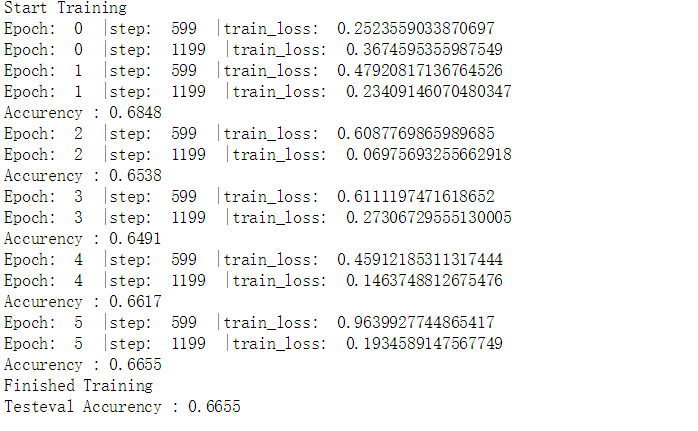 Start Training
Epoch:  0  |step:  599  |train_loss:  0.2523559033870697
Epoch:  0  |step:  1199  |train_loss:  0.3674595355987549
Epoch:  1  |step:  599  |train_loss:  0.47920817136764526
Epoch:  1  |step:  1199  |train_loss:  0.23409146070480347
Accurency : 0.6848
Epoch:  2  |step:  599  |train_loss:  0.6087769865989685
Epoch:  2  |step:  1199  |train_loss:  0.06975693255662918
Accurency : 0.6538
Epoch:  3  |step:  599  |train_loss:  0.6111197471618652
Epoch:  3  |step:  1199  |train_loss:  0.27306729555130005
Accurency : 0.6491
Epoch:  4  |step:  599  |train_loss:  0.45912185311317444
Epoch:  4  |step:  1199  |train_loss:  0.1463748812675476
Accurency : 0.6617
Epoch:  5  |step:  599  |train_loss:  0.9639927744865417
Epoch:  5  |step:  1199  |train_loss:  0.1934589147567749
Accurency : 0.6655
Finished Training
Testeval Accurency : 0.6655